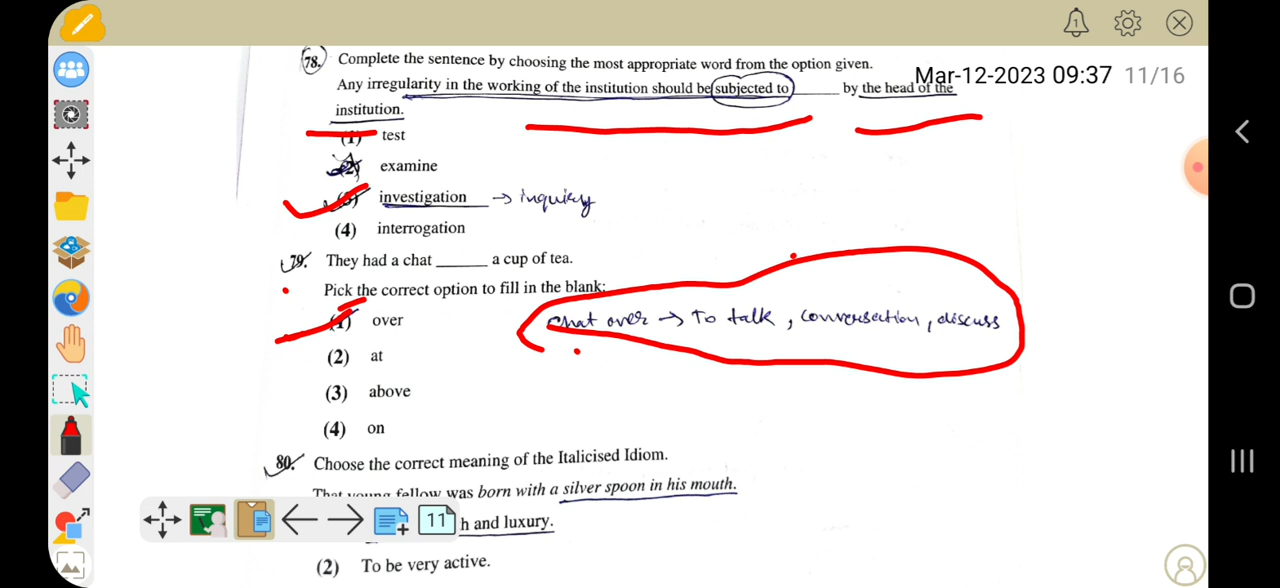 78. Complete the sentence by choosing the most appropriate word from the option given.
Any irregularity in the working of the institution should be subjected to ______ by the head of the
institution.
Mar-12-2023 09:37 11/16
(1) test
(2) examine
(3) investigation → inquiry
(4) interrogation
79. They had a chat ______ a cup of tea.
Pick the correct option to fill in the blank:
(1) over
chat over → To talk, conversation, discuss
(2) at
(3) above
(4) on
80. Choose the correct meaning of the Italicised Idiom.
That young fellow was born with a silver spoon in his mouth.
11
h and luxury.
(2) To be very active.